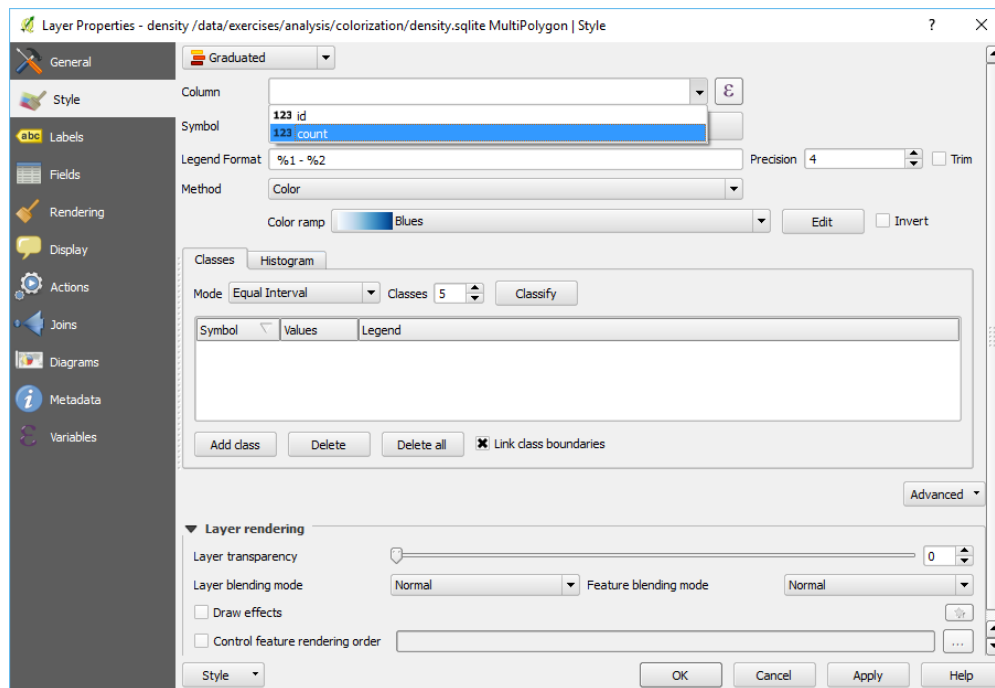 Layer Properties - density /data/exercises/analysis/colorization/density.sqlite MultiPolygon | Style
?
General
Style
abc Labels
Fields
Rendering
Display
Actions
Joins
Diagrams
Metadata
Variables
Graduated
Column
ε
123 id
123 count
Symbol
Legend Format %1 - %2 Precision 4 Trim
Method Color
Color ramp Blues Edit Invert
Classes Histogram
Mode Equal Interval Classes 5 Classify
Symbol Values Legend
Add class Delete Delete all Link class boundaries
Advanced
Layer rendering
Layer transparency 0
Layer blending mode Normal Feature blending mode Normal
Draw effects
Control feature rendering order ...
Style OK Cancel Apply Help